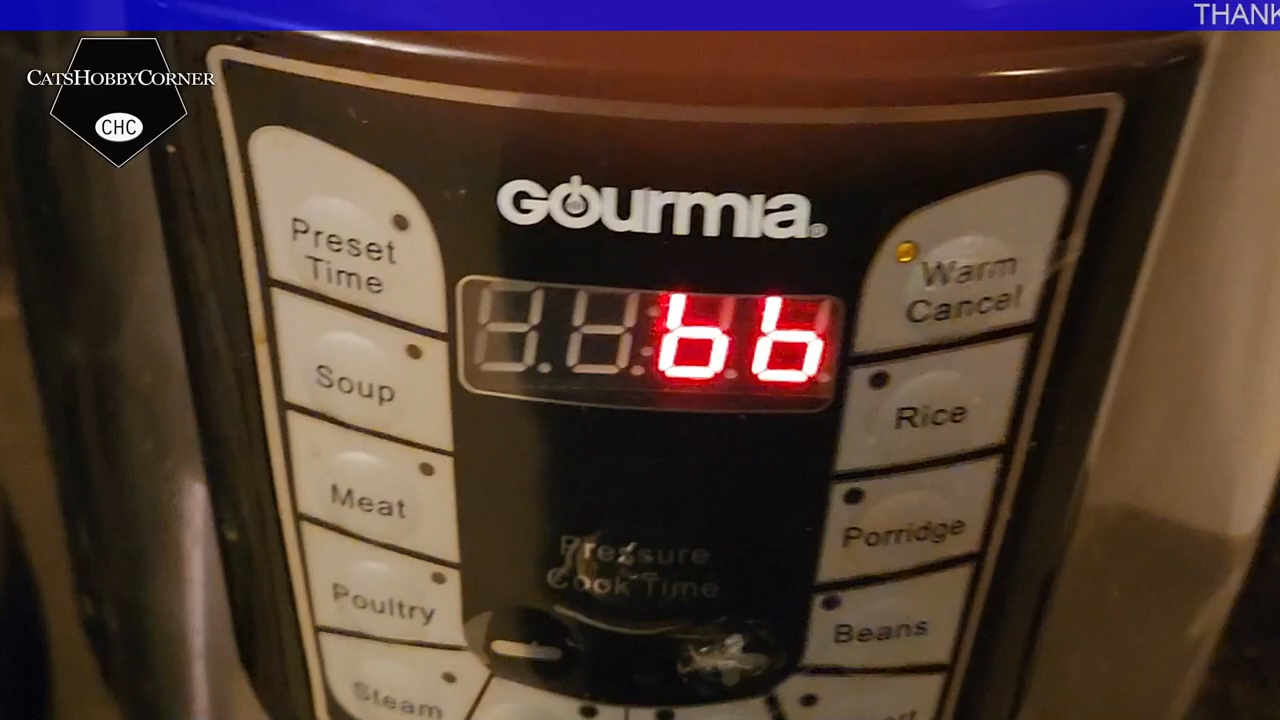 THANK
CATSHOBBYCORNER
CHC
GOurmia®
Preset
Time
Warm
Cancel
bb
Soup
Rice
Meat
Porridge
Pressure
Cook Time
Poultry
Beans
Steam